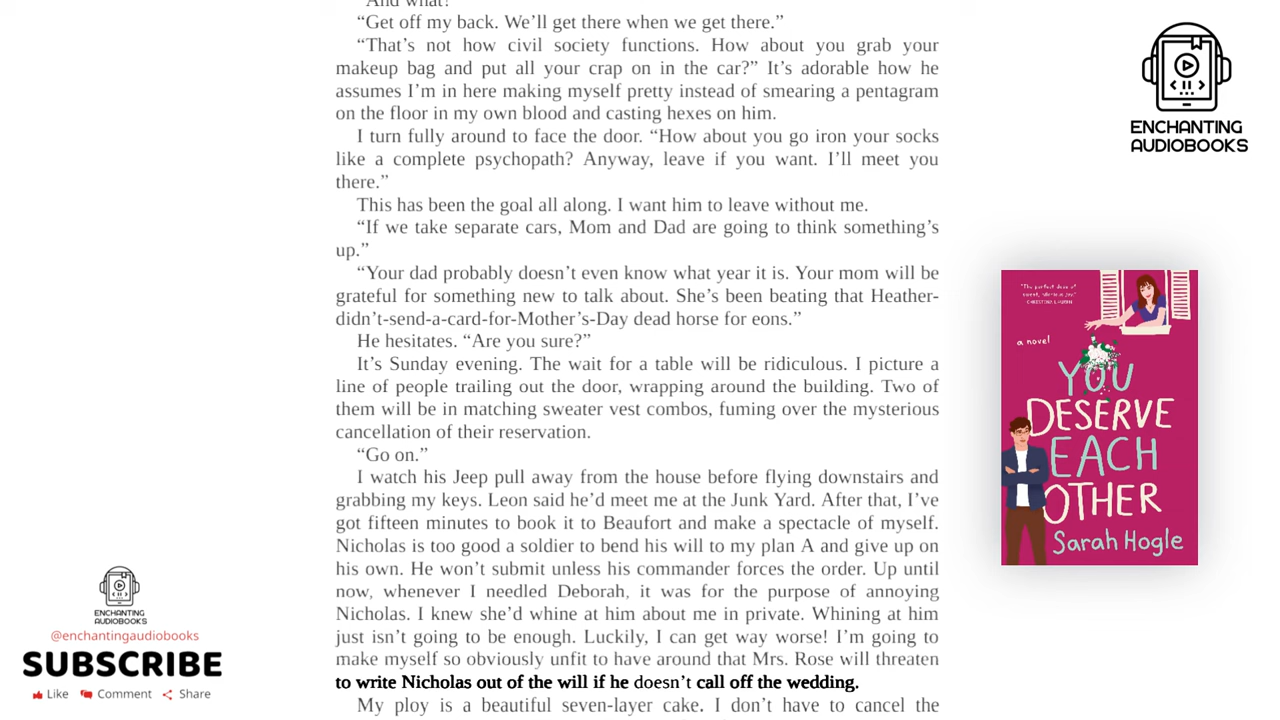 "And what?"
"Get off my back. We'll get there when we get there."
"That's not how civil society functions. How about you grab your
makeup bag and put all your crap on in the car?" It's adorable how he
assumes I'm in here making myself pretty instead of smearing a pentagram
on the floor in my own blood and casting hexes on him.
I turn fully around to face the door. "How about you go iron your socks
like a complete psychopath? Anyway, leave if you want. I'll meet you
there."
This has been the goal all along. I want him to leave without me.
"If we take separate cars, Mom and Dad are going to think something's
up."
"Your dad probably doesn't even know what year it is. Your mom will be
grateful for something new to talk about. She's been beating that Heather-
didn't-send-a-card-for-Mother's-Day dead horse for eons."
He hesitates. "Are you sure?"
It's Sunday evening. The wait for a table will be ridiculous. I picture a
line of people trailing out the door, wrapping around the building. Two of
them will be in matching sweater vest combos, fuming over the mysterious
cancellation of their reservation.
"Go on."
I watch his Jeep pull away from the house before flying downstairs and
grabbing my keys. Leon said he'd meet me at the Junk Yard. After that, I've
got fifteen minutes to book it to Beaufort and make a spectacle of myself.
Nicholas is too good a soldier to bend his will to my plan A and give up on
his own. He won't submit unless his commander forces the order. Up until
now, whenever I needled Deborah, it was for the purpose of annoying
Nicholas. I knew she'd whine at him about me in private. Whining at him
just isn't going to be enough. Luckily, I can get way worse! I'm going to
make myself so obviously unfit to have around that Mrs. Rose will threaten
to write Nicholas out of the will if he doesn't call off the wedding.
My ploy is a beautiful seven-layer cake. I don't have to cancel the
ENCHANTING
AUDIOBOOKS
a novel
YOU
DESERVE
EACH
OTHER
Sarah Hogle
ENCHANTING
AUDIOBOOKS
@enchantingaudiobooks
SUBSCRIBE
Like Comment Share